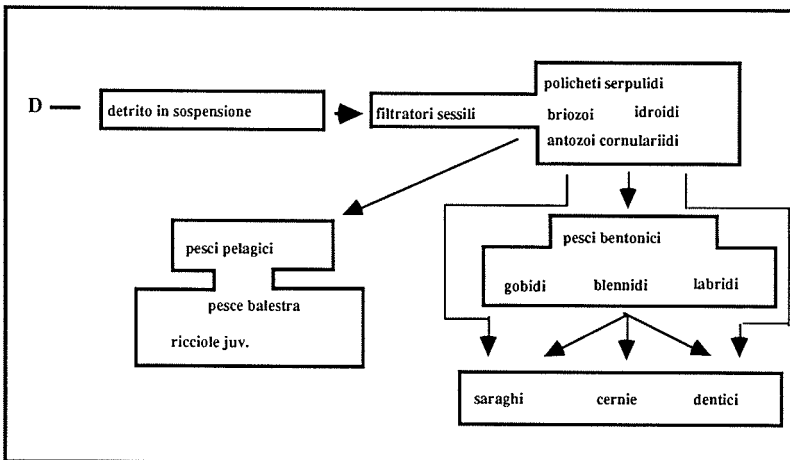 policheti serpulidi
D — detrito in sospensione
filtratori sessili
briozoi idroidi
antozoi cornulariidi
pesci pelagici
pesci bentonici
pesce balestra
gobidi blennidi labridi
ricciole juv.
saraghi cernie dentici